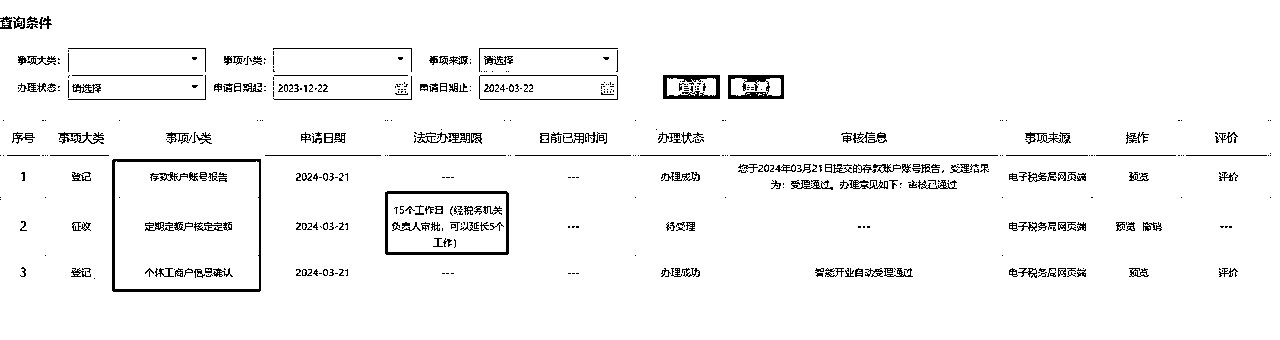 查询条件
事项大类: 事项小类: 事项来源: 请选择
办理状态: 请选择 申请日期起: 2023-12-22 申请日期止: 2024-03-22 查询 重置
序号 事项大类 事项小类 申请日期 法定办理期限 目前已用时间 办理状态 审核信息 事项来源 操作 评价
1 登记 存款账户账号报告 2024-03-21 --- --- 办理成功 您于2024年03月21日提交的存款账户账号报告，受理结果
为：受理通过。办理意见如下：审核已通过 电子税务局网页端 预览 评价
2 征收 定期定额户核定定额 2024-03-21 15个工作日（经税务机关
负责人审批，可以延长5个
工作） --- 待受理 --- 电子税务局网页端 预览 撤销 ---
3 登记 个体工商户信息确认 2024-03-21 --- --- 办理成功 智能开业自动受理通过 电子税务局网页端 预览 评价